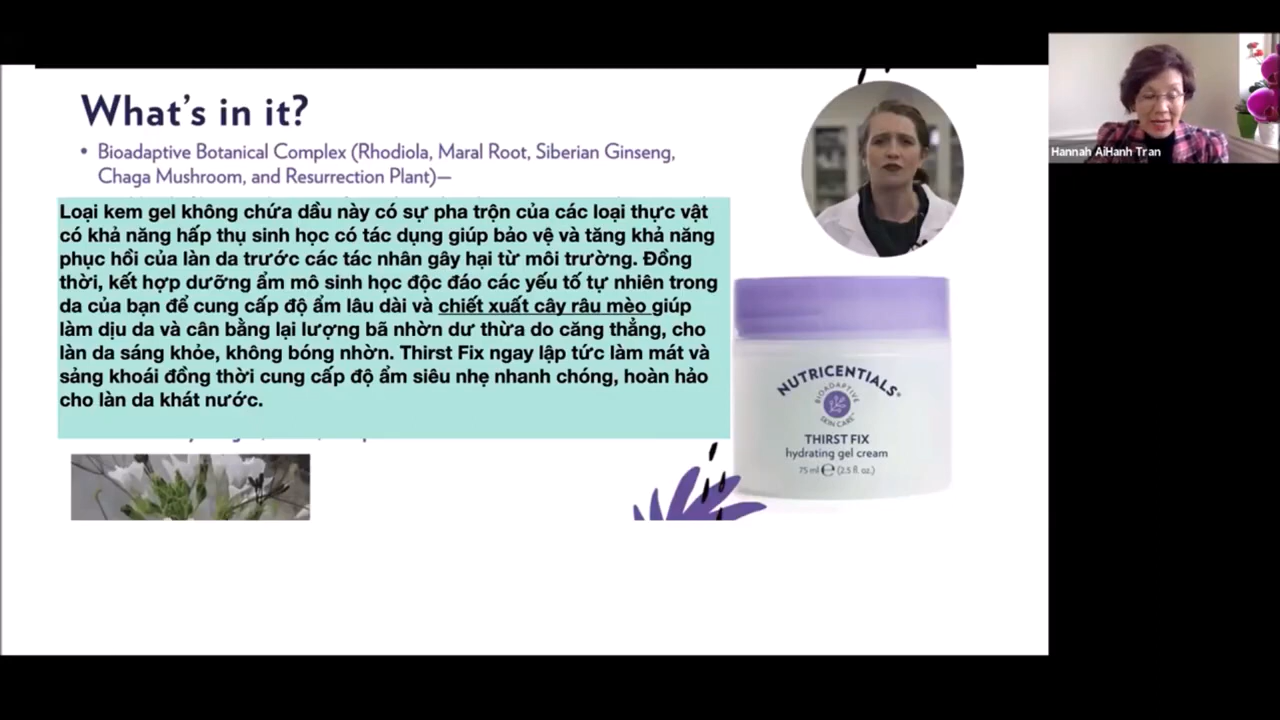 What's in it?
• Bioadaptive Botanical Complex (Rhodiola, Maral Root, Siberian Ginseng,
Chaga Mushroom, and Resurrection Plant)—
Loại kem gel không chứa dầu này có sự pha trộn của các loại thực vật
có khả năng hấp thụ sinh học có tác dụng giúp bảo vệ và tăng khả năng
phục hồi của làn da trước các tác nhân gây hại từ môi trường. Đồng
thời, kết hợp dưỡng ẩm mô sinh học độc đáo các yếu tố tự nhiên trong
da của bạn để cung cấp độ ẩm lâu dài và chiết xuất cây râu mèo giúp
làm dịu da và cân bằng lại lượng bã nhờn dư thừa do căng thẳng, cho
làn da sáng khỏe, không bóng nhờn. Thirst Fix ngay lập tức làm mát và
sảng khoái đồng thời cung cấp độ ẩm siêu nhẹ nhanh chóng, hoàn hảo
cho làn da khát nước.
NUTRICENTIALS®
BIOADAPTIVE
SKIN CARE™
THIRST FIX
hydrating gel cream
75 ml ℮ (2.5 fl. oz.)
Hannah AiHanh Tran